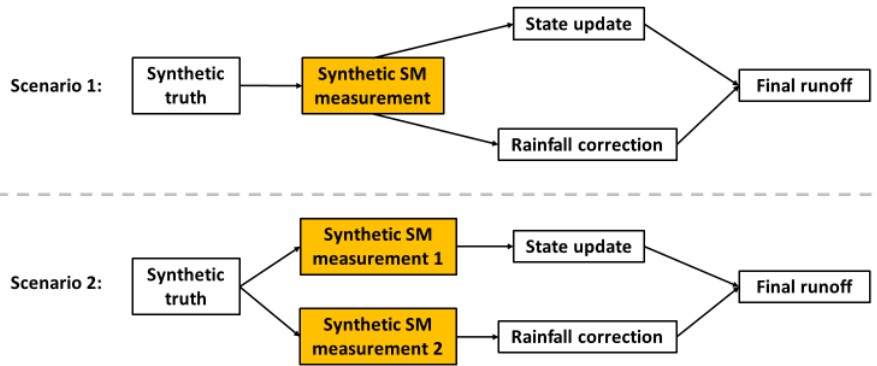 State update
Scenario 1:
Synthetic
truth
Synthetic SM
measurement
Final runoff
Rainfall correction
Synthetic SM
measurement 1
State update
Scenario 2:
Synthetic
truth
Final runoff
Synthetic SM
measurement 2
Rainfall correction